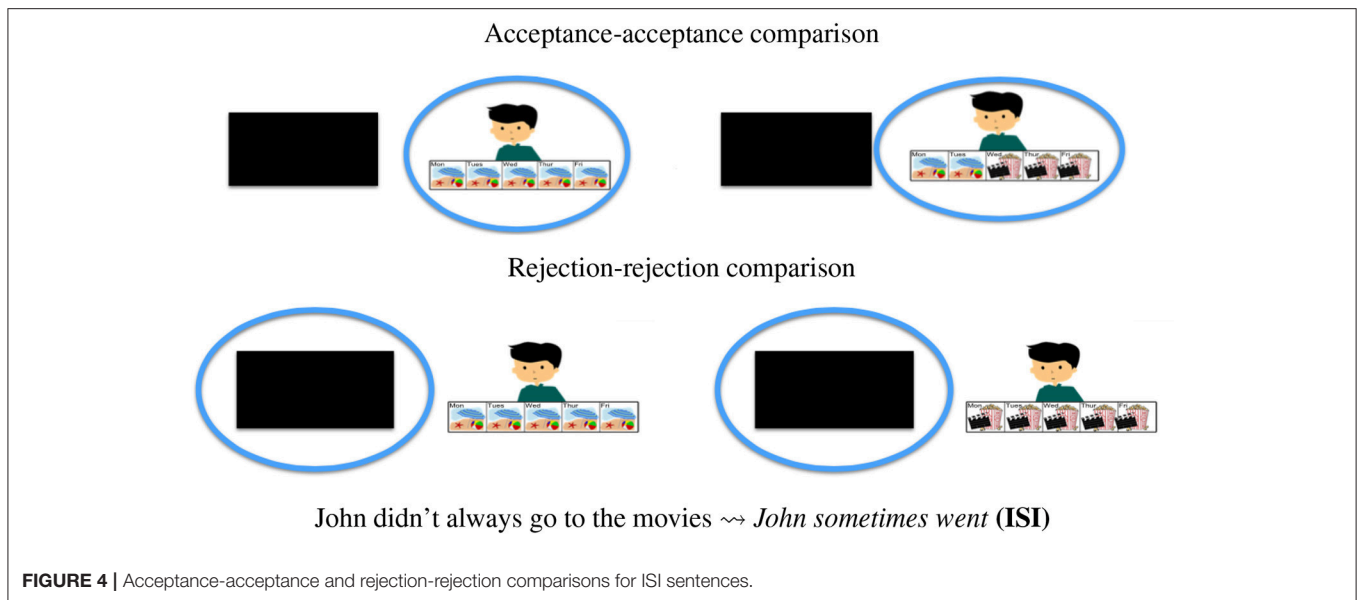 Acceptance-acceptance comparison
Mon Tues Wed Thur Fri
Mon Tues Wed Thur Fri
Rejection-rejection comparison
Mon Tues Wed Thur Fri
Mon Tues Wed Thur Fri
John didn't always go to the movies ⇝ John sometimes went (ISI)
FIGURE 4 | Acceptance-acceptance and rejection-rejection comparisons for ISI sentences.